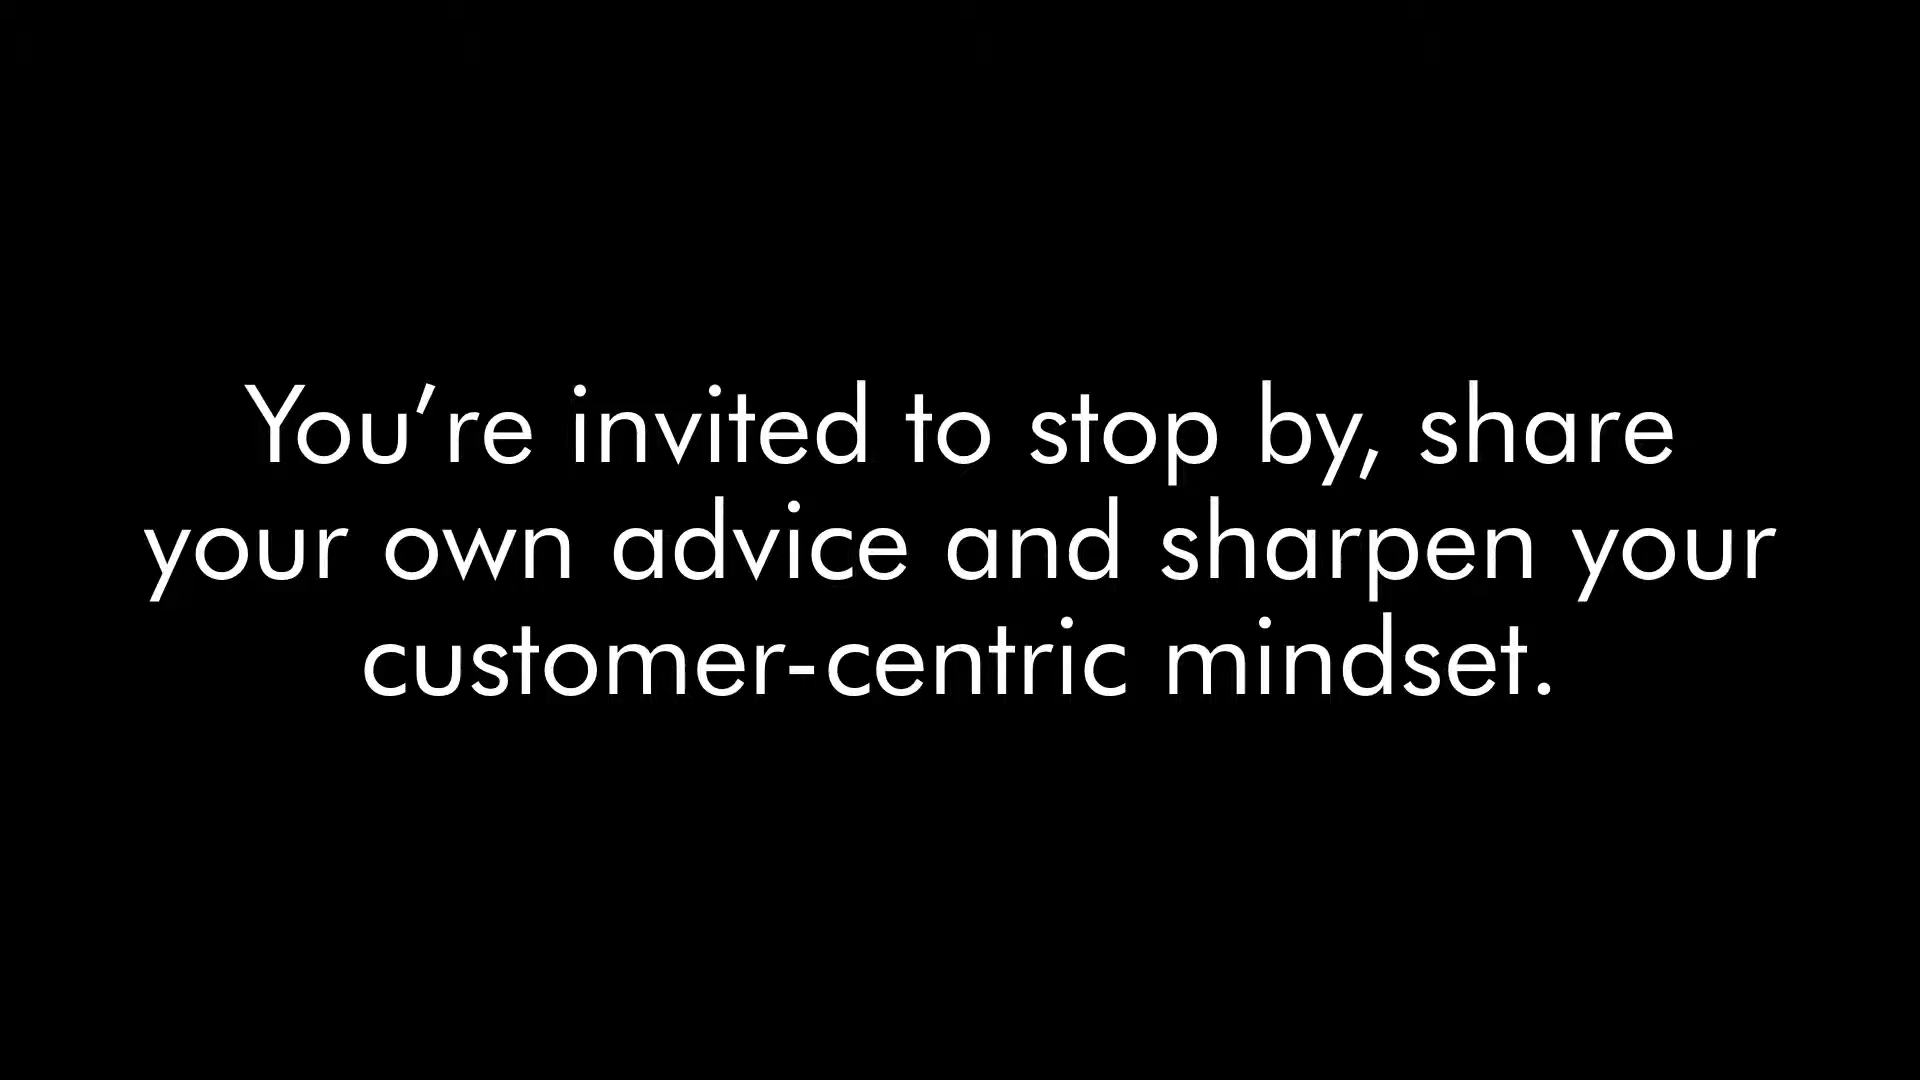 You’re invited to stop by, share
your own advice and sharpen your
customer-centric mindset.